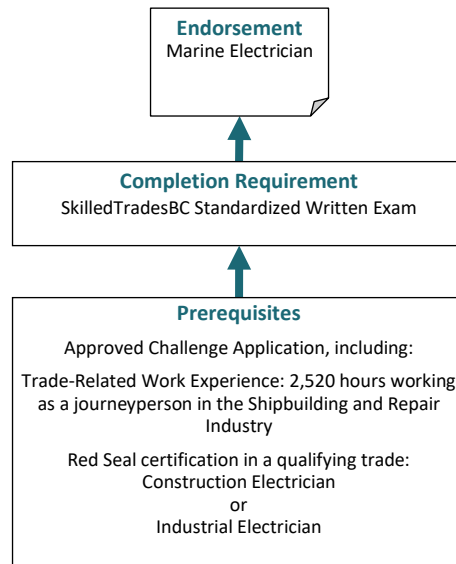 Endorsement
Marine Electrician
Completion Requirement
SkilledTradesBC Standardized Written Exam
Prerequisites
Approved Challenge Application, including:
Trade-Related Work Experience: 2,520 hours working
as a journeyperson in the Shipbuilding and Repair
Industry
Red Seal certification in a qualifying trade:
Construction Electrician
or
Industrial Electrician